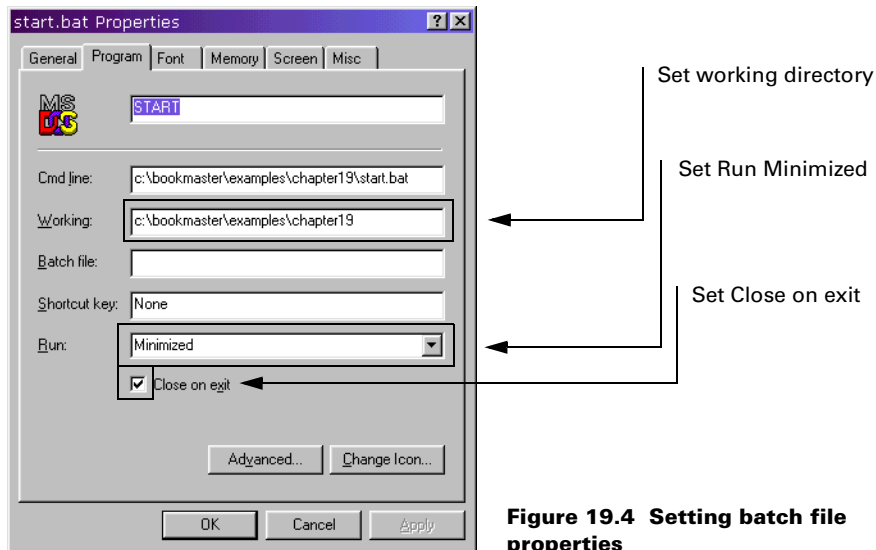 start.bat Properties
General Program Font Memory Screen Misc
MS
DOS
START
Cmd line: c:\bookmaster\examples\chapter19\start.bat
Working: c:\bookmaster\examples\chapter19
Batch file:
Shortcut key: None
Run: Minimized
Close on exit
Advanced... Change Icon...
OK Cancel Apply
Set working directory
Set Run Minimized
Set Close on exit
Figure 19.4 Setting batch file
properties